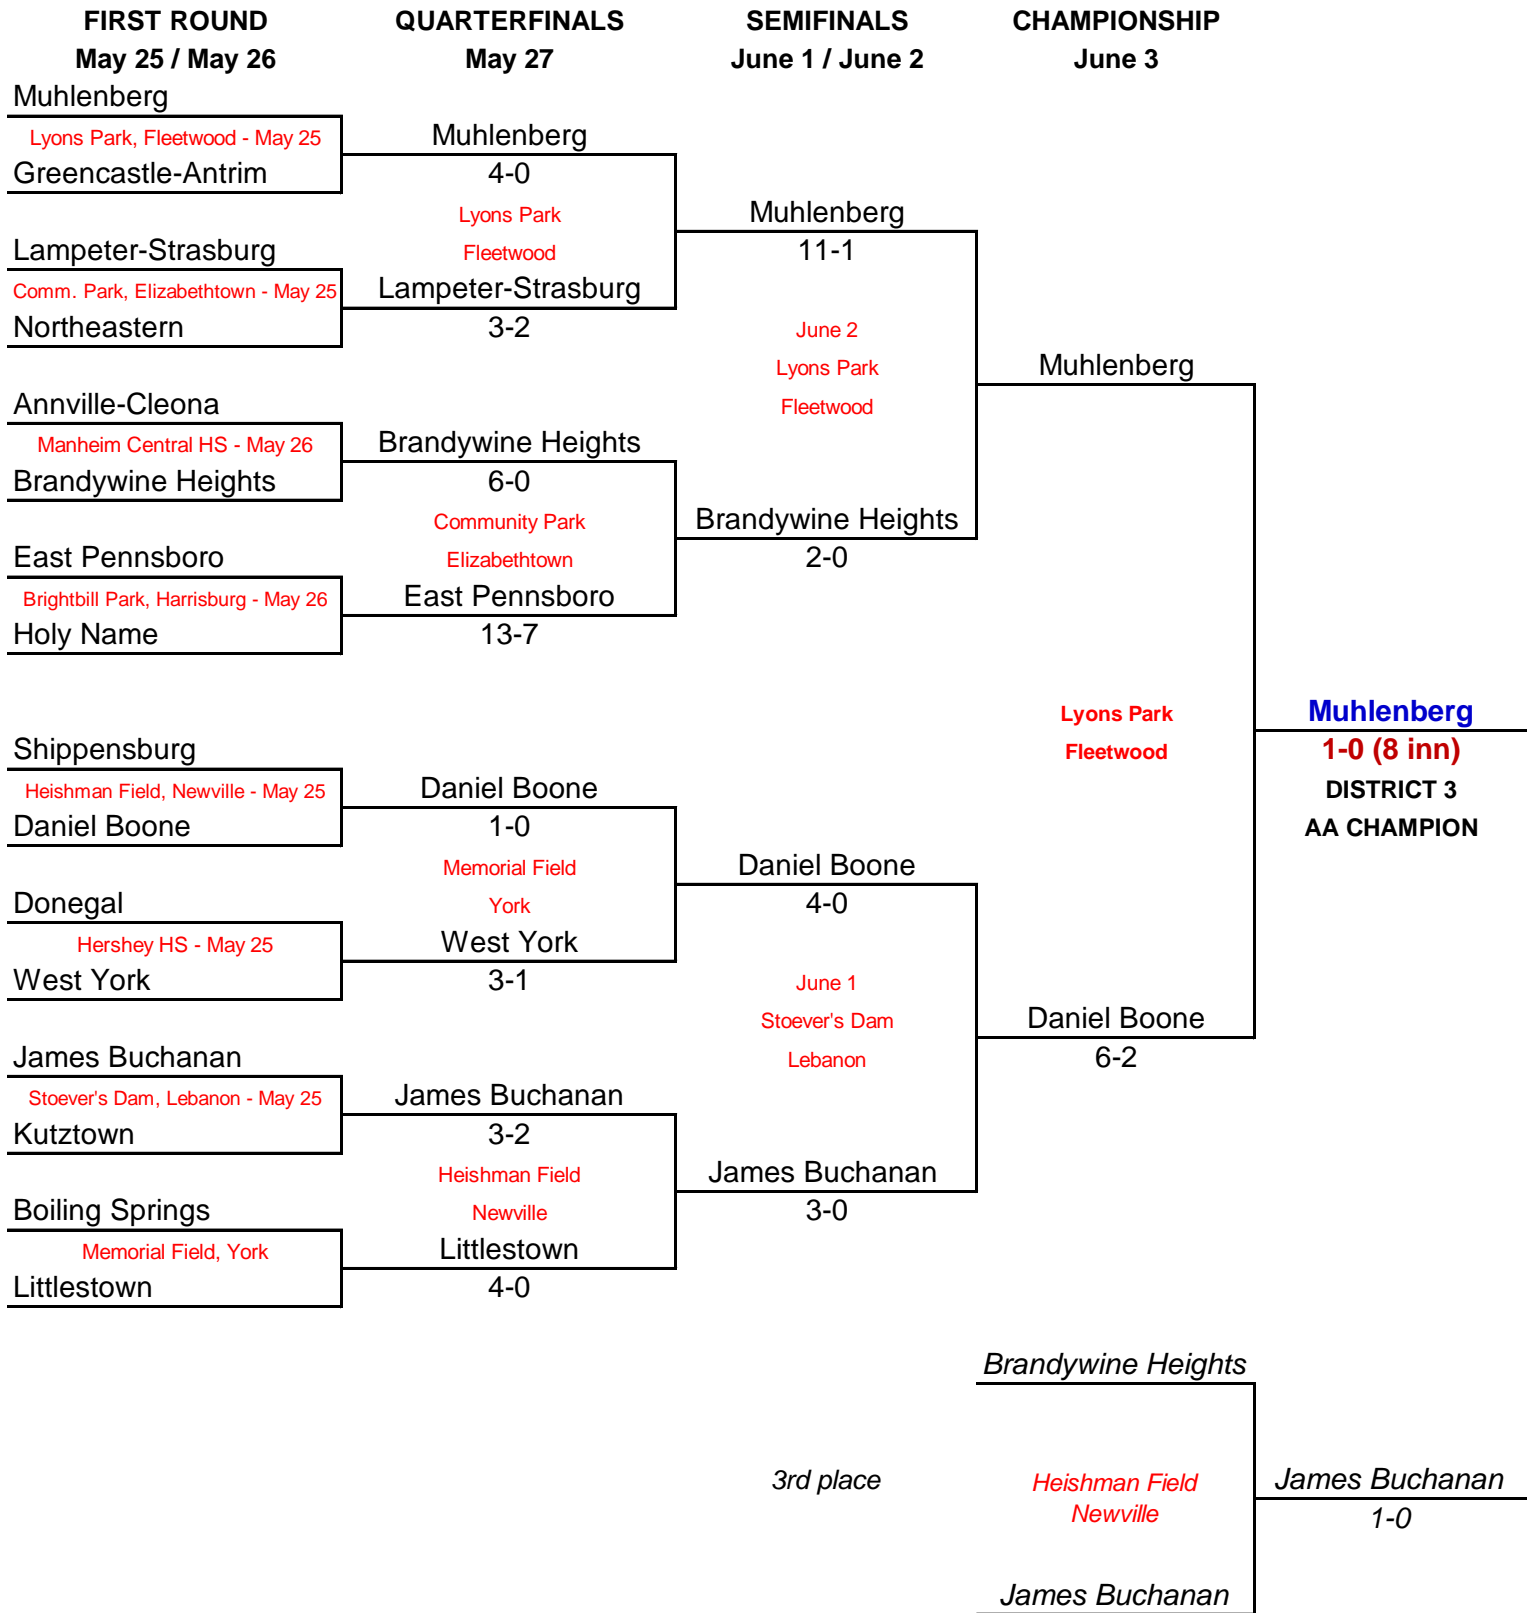 FIRST ROUND
May 25 / May 26
QUARTERFINALS
May 27
SEMIFINALS
June 1 / June 2
CHAMPIONSHIP
June 3
Muhlenberg
Lyons Park, Fleetwood - May 25
Greencastle-Antrim
Lampeter-Strasburg
Comm. Park, Elizabethtown - May 25
Northeastern
Annville-Cleona
Manheim Central HS - May 26
Brandywine Heights
East Pennsboro
Brightbill Park, Harrisburg - May 26
Holy Name
Shippensburg
Heishman Field, Newville - May 25
Daniel Boone
Donegal
Hershey HS - May 25
West York
James Buchanan
Stoever's Dam, Lebanon - May 25
Kutztown
Boiling Springs
Memorial Field, York
Littlestown
Muhlenberg
4-0
Lyons Park
Fleetwood
Lampeter-Strasburg
3-2
Brandywine Heights
6-0
Community Park
Elizabethtown
East Pennsboro
13-7
Daniel Boone
1-0
Memorial Field
York
West York
3-1
James Buchanan
3-2
Heishman Field
Newville
Littlestown
4-0
Muhlenberg
11-1
June 2
Lyons Park
Fleetwood
Brandywine Heights
2-0
Daniel Boone
4-0
June 1
Stoever's Dam
Lebanon
James Buchanan
3-0
Muhlenberg
Lyons Park
Fleetwood
Daniel Boone
6-2
Muhlenberg
1-0 (8 inn)
DISTRICT 3
AA CHAMPION
3rd place
Brandywine Heights
Heishman Field
Newville
James Buchanan
James Buchanan
1-0